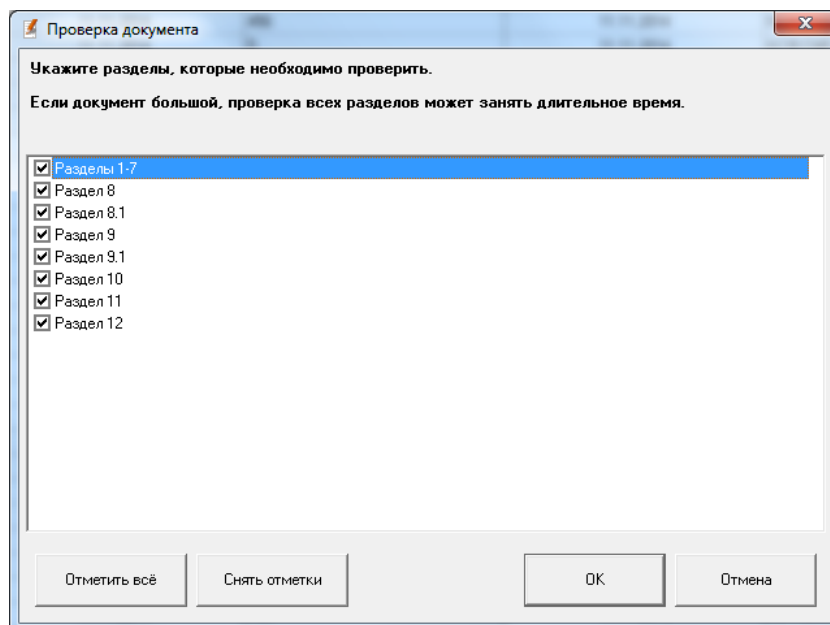 Проверка документа
Укажите разделы, которые необходимо проверить.
Если документ большой, проверка всех разделов может занять длительное время.
Разделы 1-7
Раздел 8
Раздел 8.1
Раздел 9
Раздел 9.1
Раздел 10
Раздел 11
Раздел 12
Отметить всё
Снять отметки
OK
Отмена